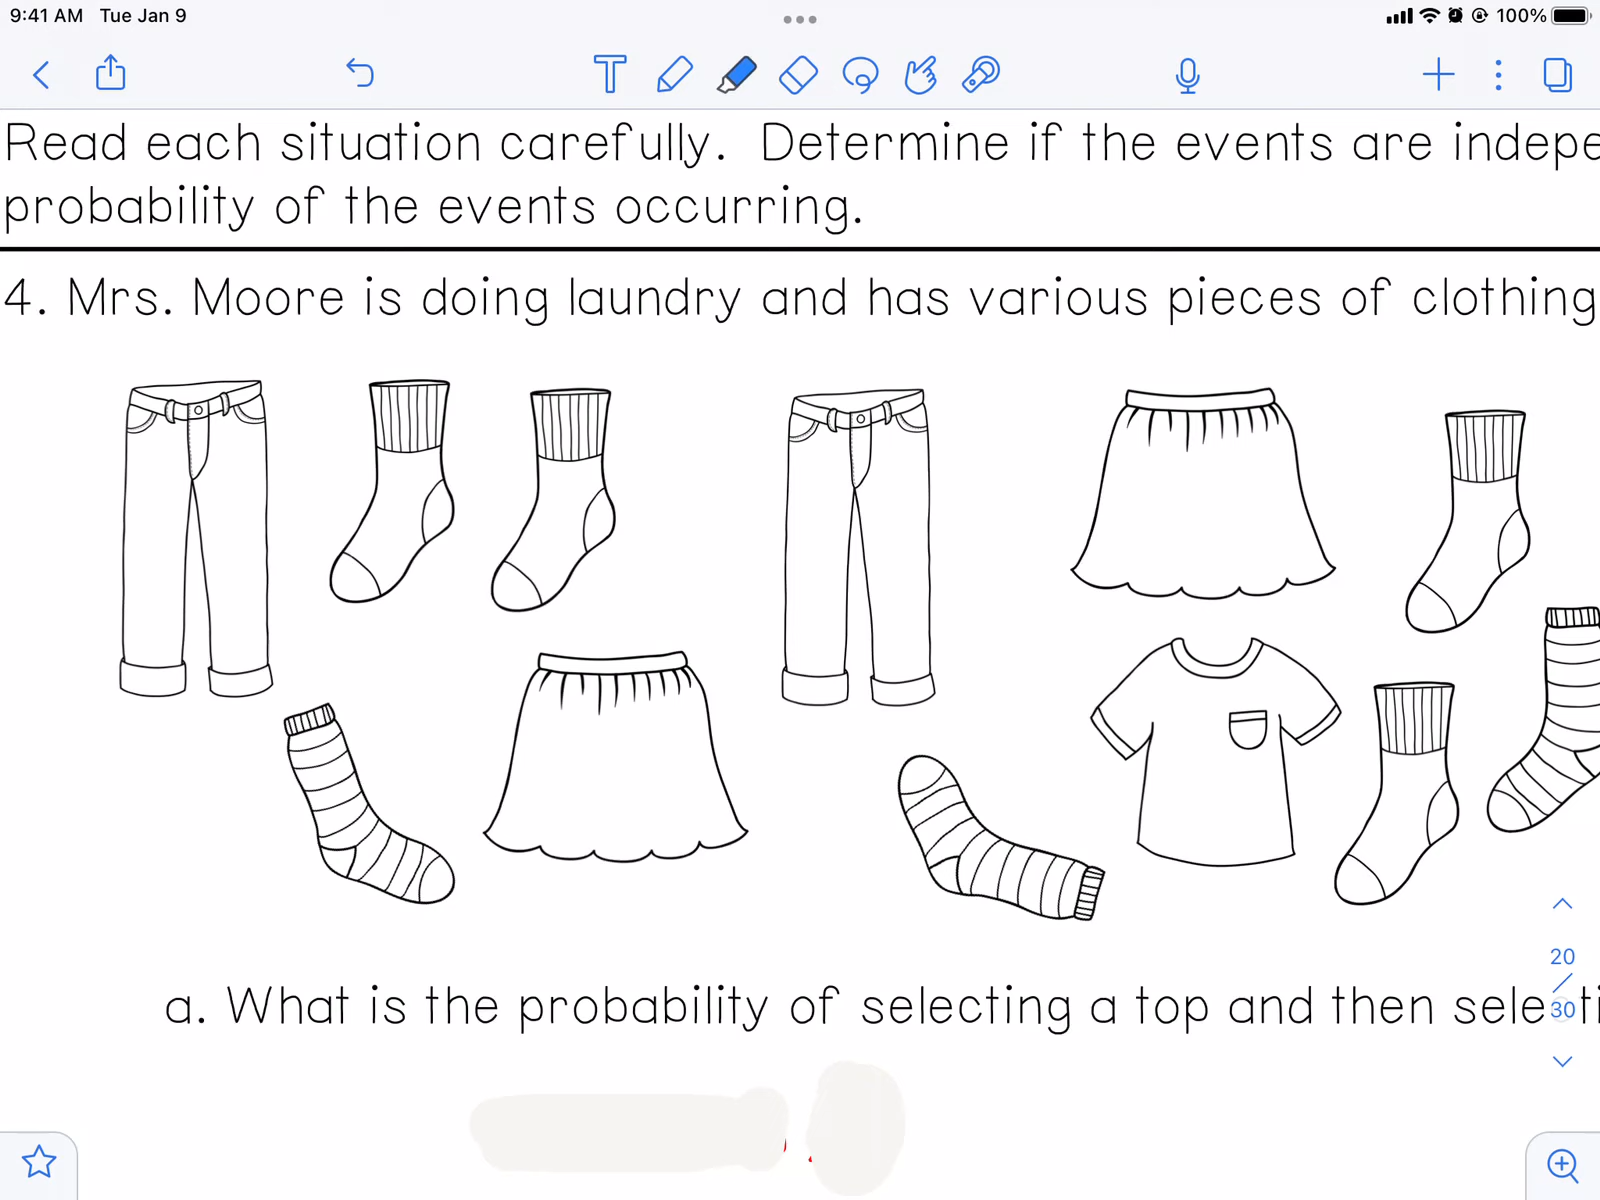 9:41 AM Tue Jan 9
100%
Read each situation carefully. Determine if the events are indepe
probability of the events occurring.
4. Mrs. Moore is doing laundry and has various pieces of clothing
20
30
a. What is the probability of selecting a top and then sele ti